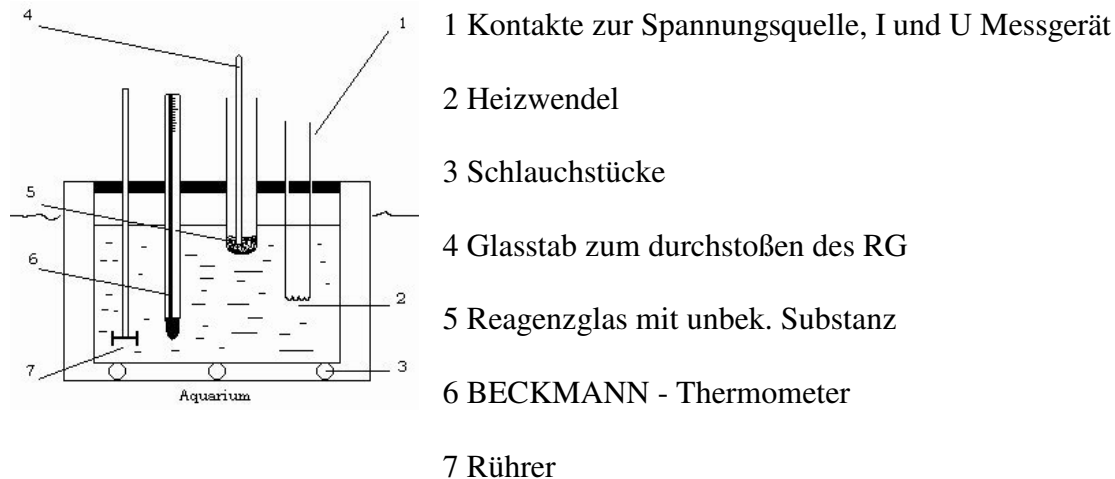 4
1
5
6
2
7
3
Aquarium
1 Kontakte zur Spannungsquelle, I und U Messgerät
2 Heizwendel
3 Schlauchstücke
4 Glasstab zum durchstoßen des RG
5 Reagenzglas mit unbek. Substanz
6 BECKMANN - Thermometer
7 Rührer